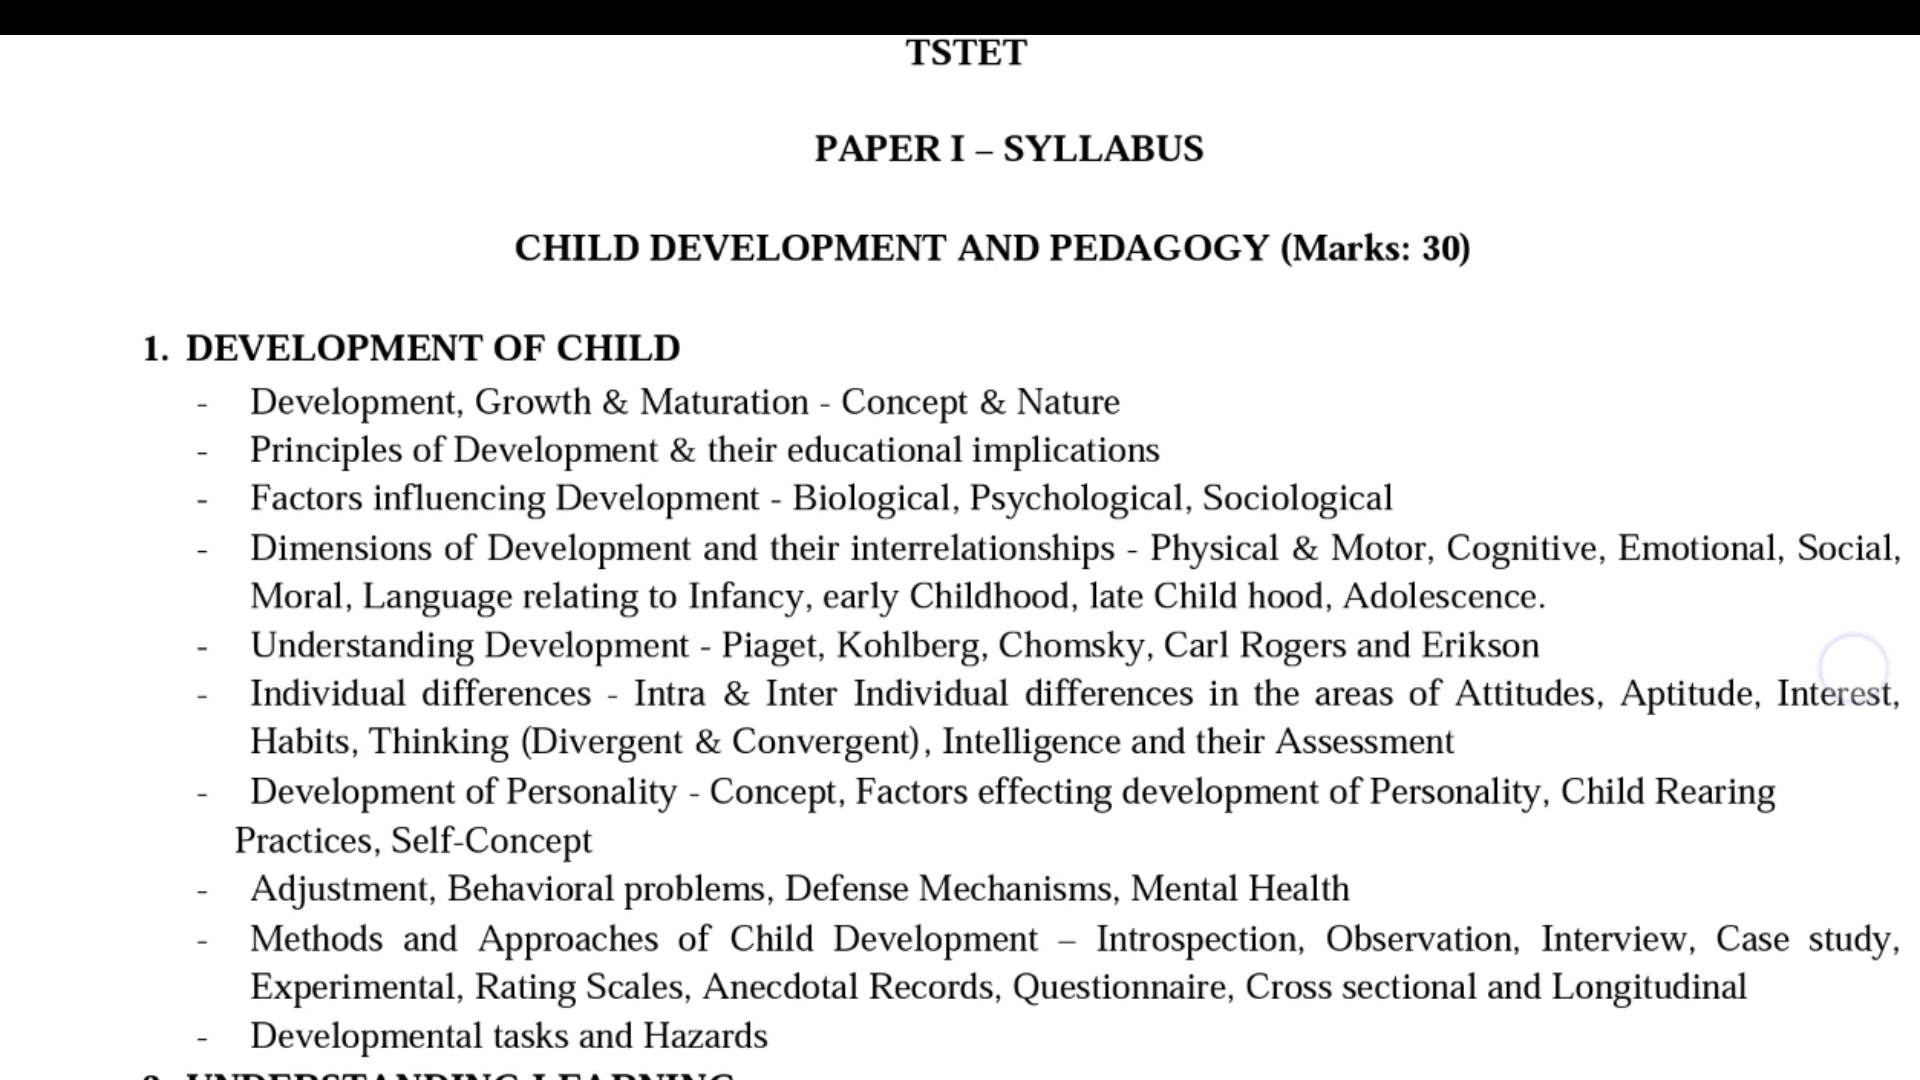 TSTET
PAPER I – SYLLABUS
CHILD DEVELOPMENT AND PEDAGOGY (Marks: 30)
1. DEVELOPMENT OF CHILD
- Development, Growth & Maturation - Concept & Nature
- Principles of Development & their educational implications
- Factors influencing Development - Biological, Psychological, Sociological
- Dimensions of Development and their interrelationships - Physical & Motor, Cognitive, Emotional, Social,
Moral, Language relating to Infancy, early Childhood, late Child hood, Adolescence.
- Understanding Development - Piaget, Kohlberg, Chomsky, Carl Rogers and Erikson
- Individual differences - Intra & Inter Individual differences in the areas of Attitudes, Aptitude, Interest,
Habits, Thinking (Divergent & Convergent), Intelligence and their Assessment
- Development of Personality - Concept, Factors effecting development of Personality, Child Rearing
Practices, Self-Concept
- Adjustment, Behavioral problems, Defense Mechanisms, Mental Health
- Methods and Approaches of Child Development – Introspection, Observation, Interview, Case study,
Experimental, Rating Scales, Anecdotal Records, Questionnaire, Cross sectional and Longitudinal
- Developmental tasks and Hazards
2. UNDERSTANDING LEARNING